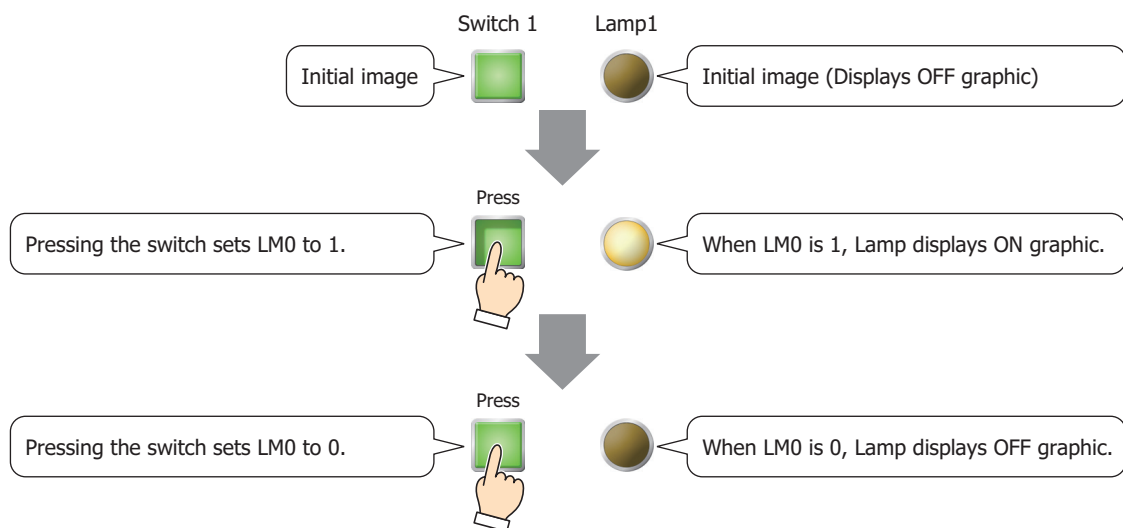 Switch 1
Lamp1
Initial image
Initial image (Displays OFF graphic)
Press
Pressing the switch sets LM0 to 1.
When LM0 is 1, Lamp displays ON graphic.
Press
Pressing the switch sets LM0 to 0.
When LM0 is 0, Lamp displays OFF graphic.